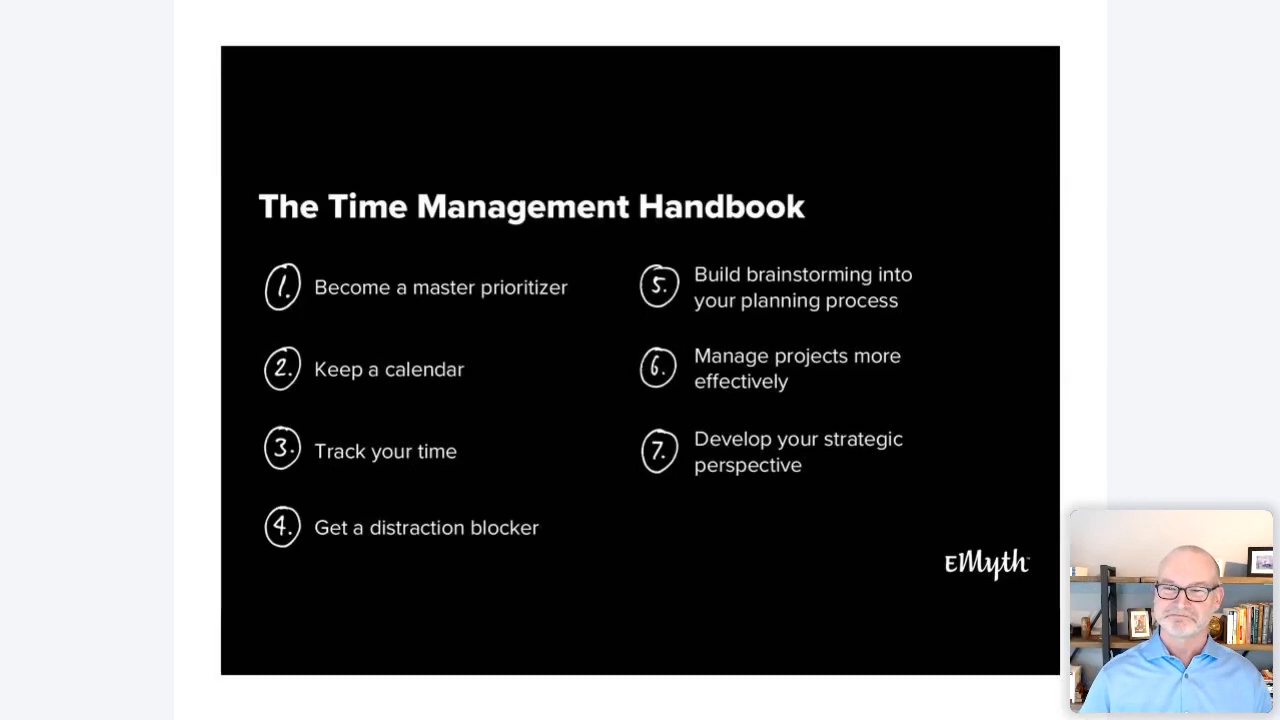 The Time Management Handbook
1. Become a master prioritizer
2. Keep a calendar
3. Track your time
4. Get a distraction blocker
5. Build brainstorming into
your planning process
6. Manage projects more
effectively
7. Develop your strategic
perspective
EMyth